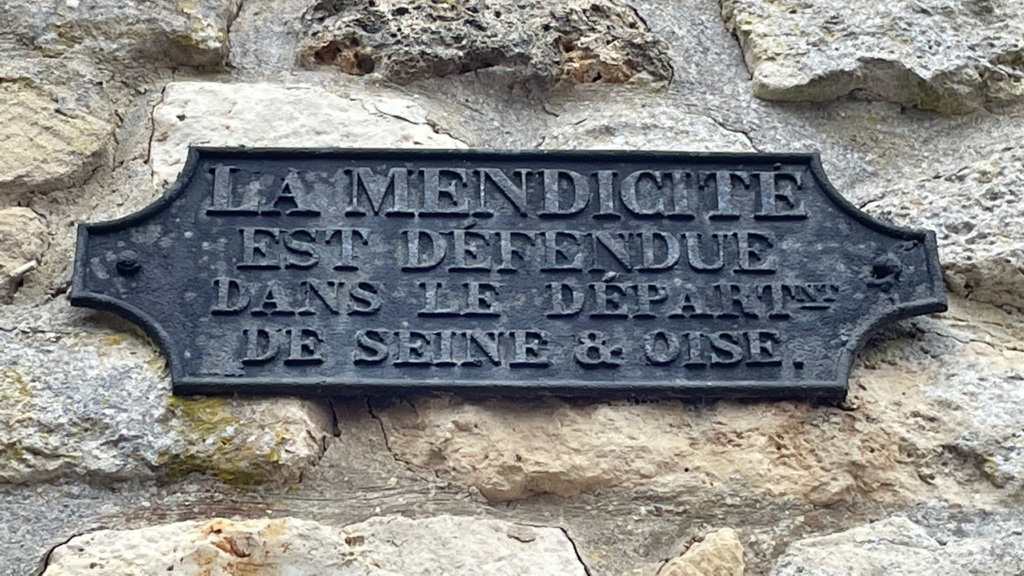 LA MENDICITÉ
EST DÉFENDUE
DANS LE DÉPARTNT
DE SEINE & OISE.